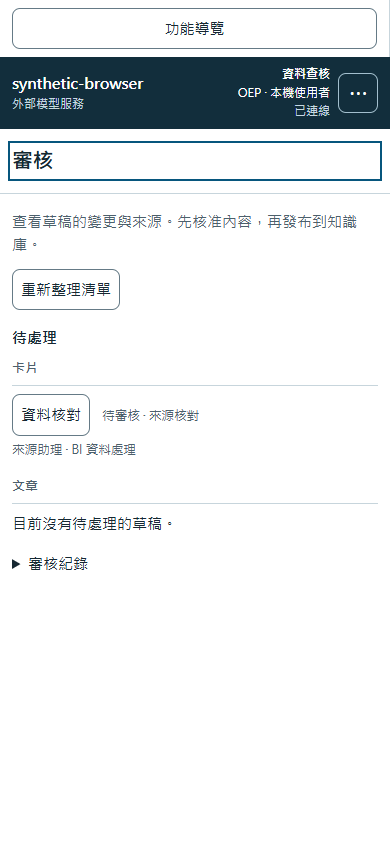 功能導覽
synthetic-browser
外部模型服務
資料查核
OEP · 本機使用者
已連線
...
審核
查看草稿的變更與來源。先核准內容，再發布到知識
庫。
重新整理清單
待處理
卡片
資料核對
待審核 · 來源核對
來源助理 · BI 資料處理
文章
目前沒有待處理的草稿。
審核紀錄